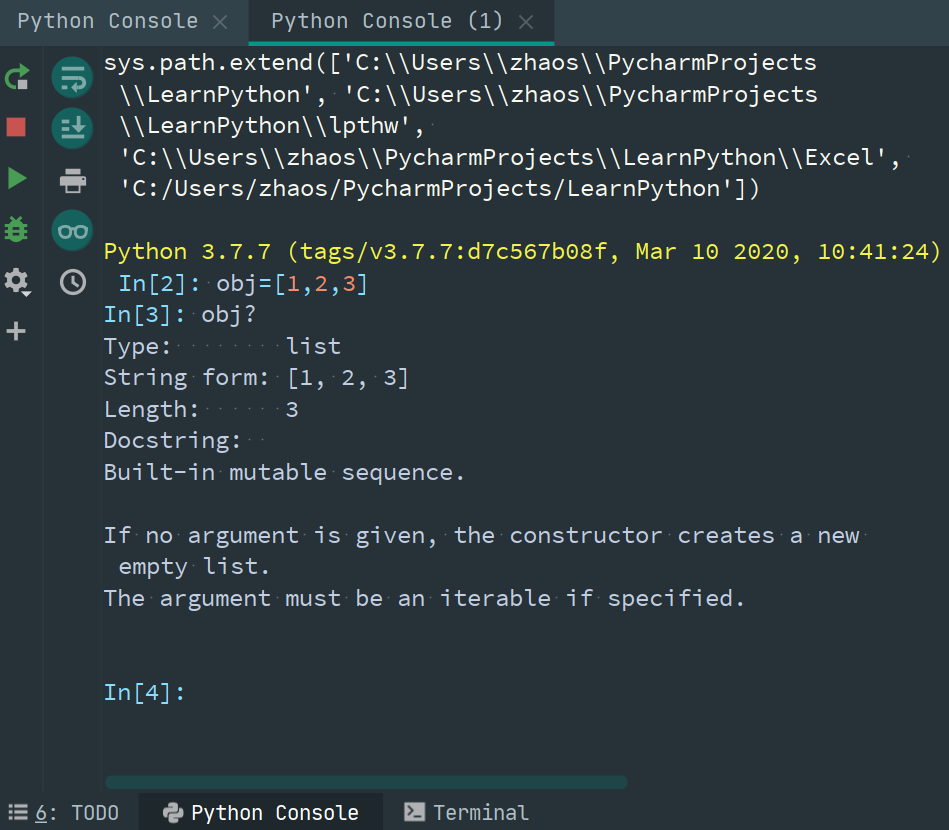 Python Console × Python Console (1) ×
sys.path.extend(['C:\\Users\\zhaos\\PycharmProjects
\\LearnPython', 'C:\\Users\\zhaos\\PycharmProjects
\\LearnPython\\lpthw',
'C:\\Users\\zhaos\\PycharmProjects\\LearnPython\\Excel',
'C:/Users/zhaos/PycharmProjects/LearnPython'])
Python 3.7.7 (tags/v3.7.7:d7c567b08f, Mar 10 2020, 10:41:24)
In[2]: obj=[1,2,3]
In[3]: obj?
Type:        list
String form: [1, 2, 3]
Length:      3
Docstring:
Built-in mutable sequence.
If no argument is given, the constructor creates a new
empty list.
The argument must be an iterable if specified.
In[4]:
6: TODO Python Console Terminal